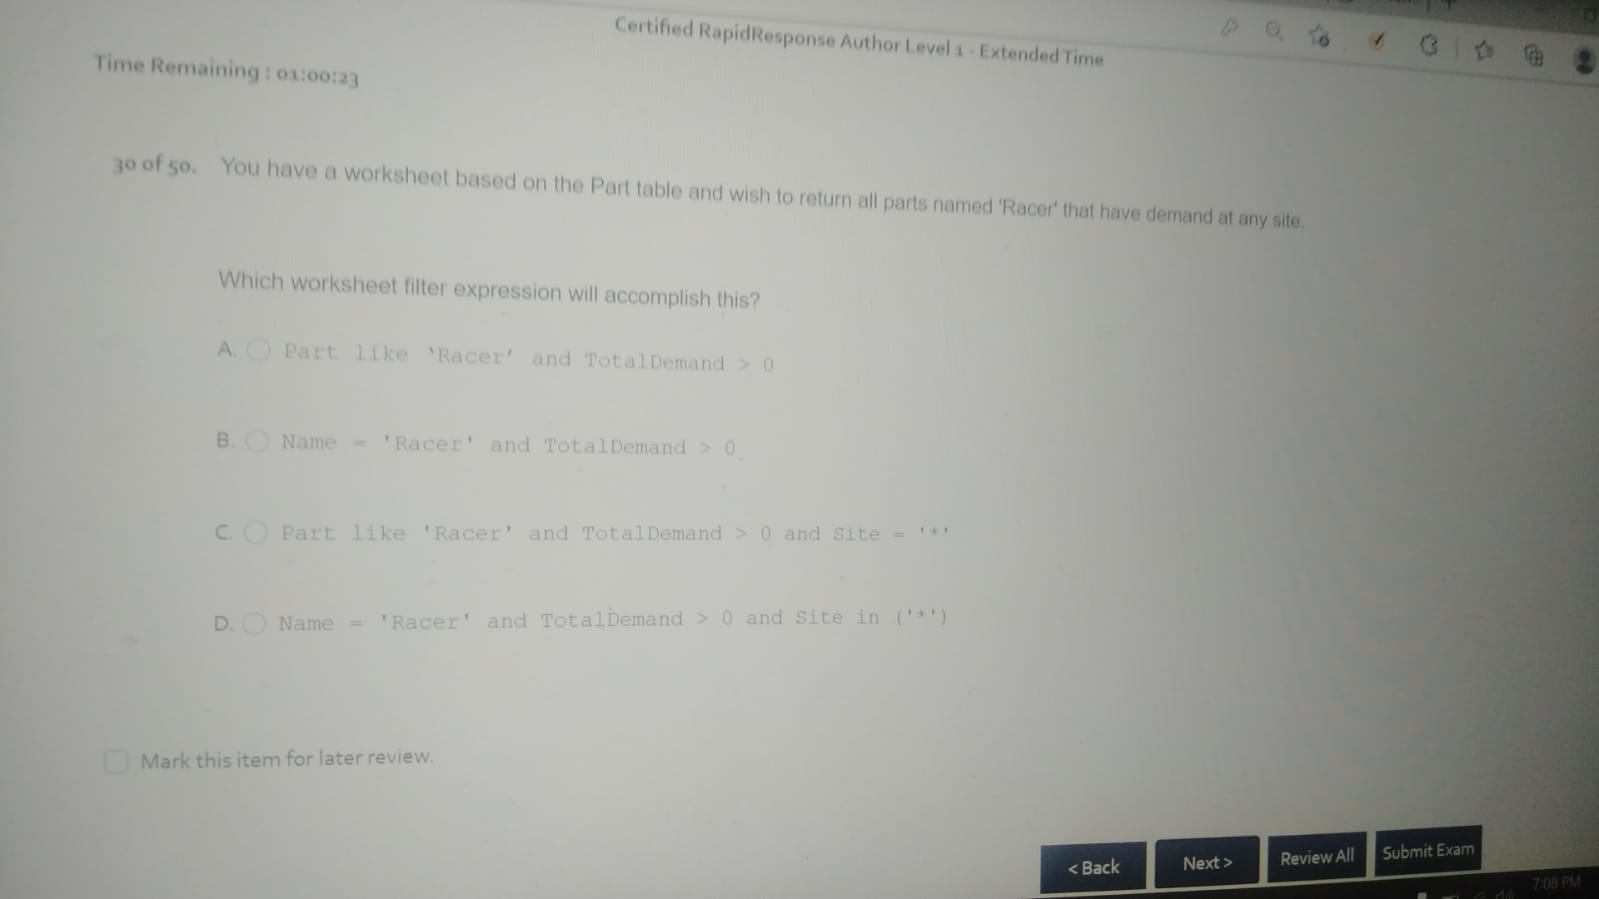 Certified RapidResponse Author Level 1 - Extended Time
Time Remaining : 01:00:23
30 of 50. You have a worksheet based on the Part table and wish to return all parts named 'Racer' that have demand at any site.
Which worksheet filter expression will accomplish this?
A. Part like ‘Racer’ and TotalDemand > 0
B. Name = 'Racer' and TotalDemand > 0
C. Part like 'Racer' and TotalDemand > 0 and Site = '*'
D. Name = 'Racer' and TotalDemand > 0 and Site in ('*')
Mark this item for later review.
< Back Next > Review All Submit Exam
7:08 PM